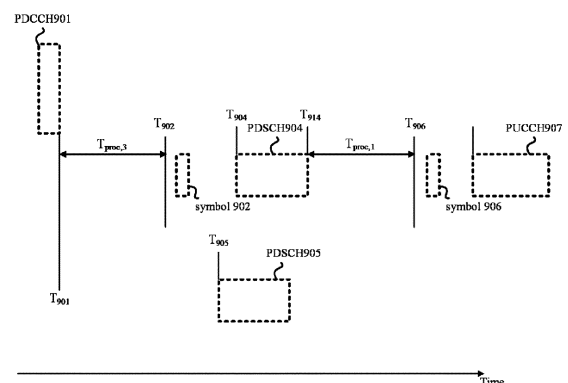 PDCCH901
T904
T914
T902
PDSCH904
T906
PUCCH907
Tproc,3
Tproc,1
symbol 902
symbol 906
T905
PDSCH905
T901
Time